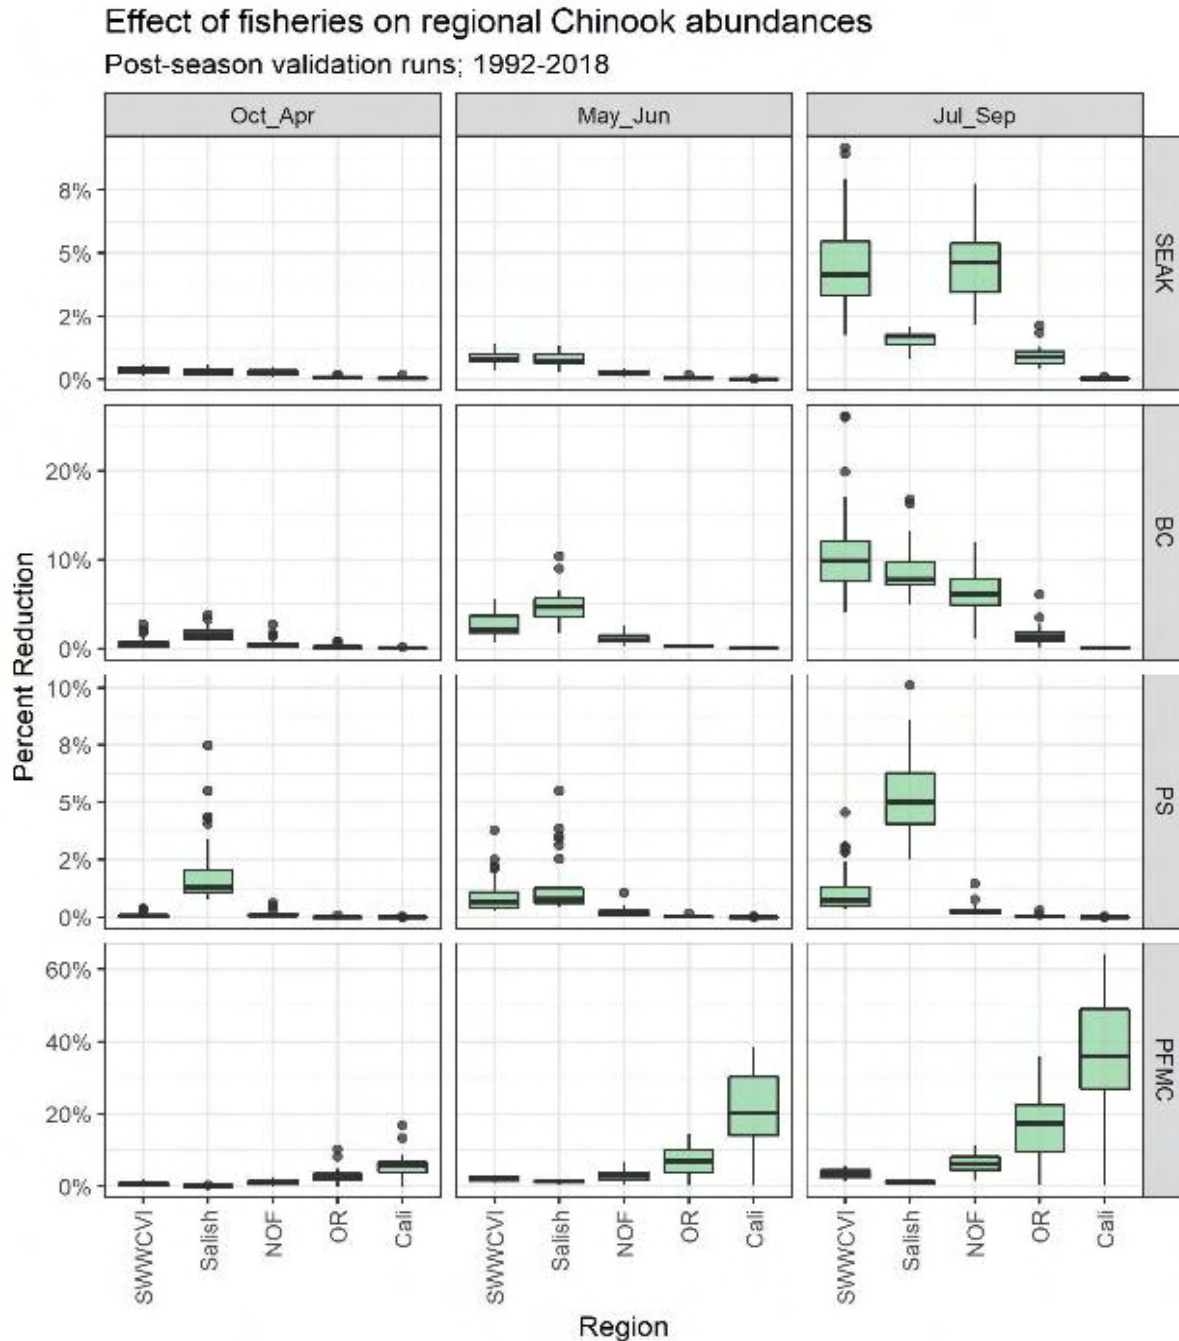 Effect of fisheries on regional Chinook abundances
Post-season validation runs; 1992-2018
Oct_Apr May_Jun Jul_Sep
8%
5%
2%
0%
SEAK
20%
10%
0%
BC
10%
8%
5%
2%
0%
PS
60%
40%
20%
0%
PFMC
Percent Reduction
SWWCVI Salish NOF OR Cali SWWCVI Salish NOF OR Cali SWWCVI Salish NOF OR Cali
Region